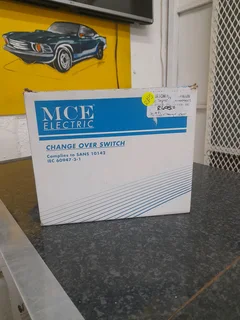 MCE
ELECTRIC
CHANGE OVER SWITCH
Complies to SANS 10142
IEC 60947-3-1